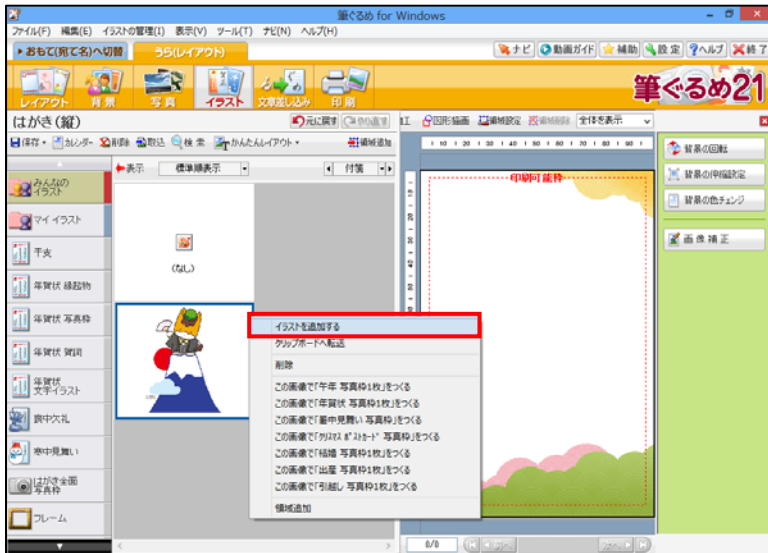 筆ぐるめ for Windows
ファイル(F) 編集(E) イラストの管理(I) 表示(V) ツール(T) ナビ(N) ヘルプ(H)
おもて(宛て名)へ切替 うら(レイアウト) ナビ 動画ガイド 補助 設定 ヘルプ 終了
レイアウト 背景 写真 イラスト 文章差し込み 印刷 筆ぐるめ21
はがき(縦) 元に戻す やり直す 図形描画 領域設定 領域削除 全体を表示
保存 カレンダー 削除 取込 検索 かんたんレイアウト 領域追加
表示 標準順表示 付箋
みんなの
イラスト
マイ イラスト
干支
年賀状 縁起物
年賀状 写真枠
年賀状 賀詞
年賀状
文字イラスト
喪中欠礼
寒中見舞い
はがき全面
写真枠
フレーム
(なし)
イラストを追加する
クリップボードへ転送
削除
この画像で「午年 写真枠1枚」をつくる
この画像で「年賀状 写真枠1枚」をつくる
この画像で「暑中見舞い 写真枠1枚」をつくる
この画像で「クリスマス ポストカード 写真枠」をつくる
この画像で「結婚 写真枠1枚」をつくる
この画像で「出産 写真枠1枚」をつくる
この画像で「引越し 写真枠1枚」をつくる
領域追加
印刷可能枠
背景の回転
背景の伸縮設定
背景の色チェンジ
画像補正
0/0